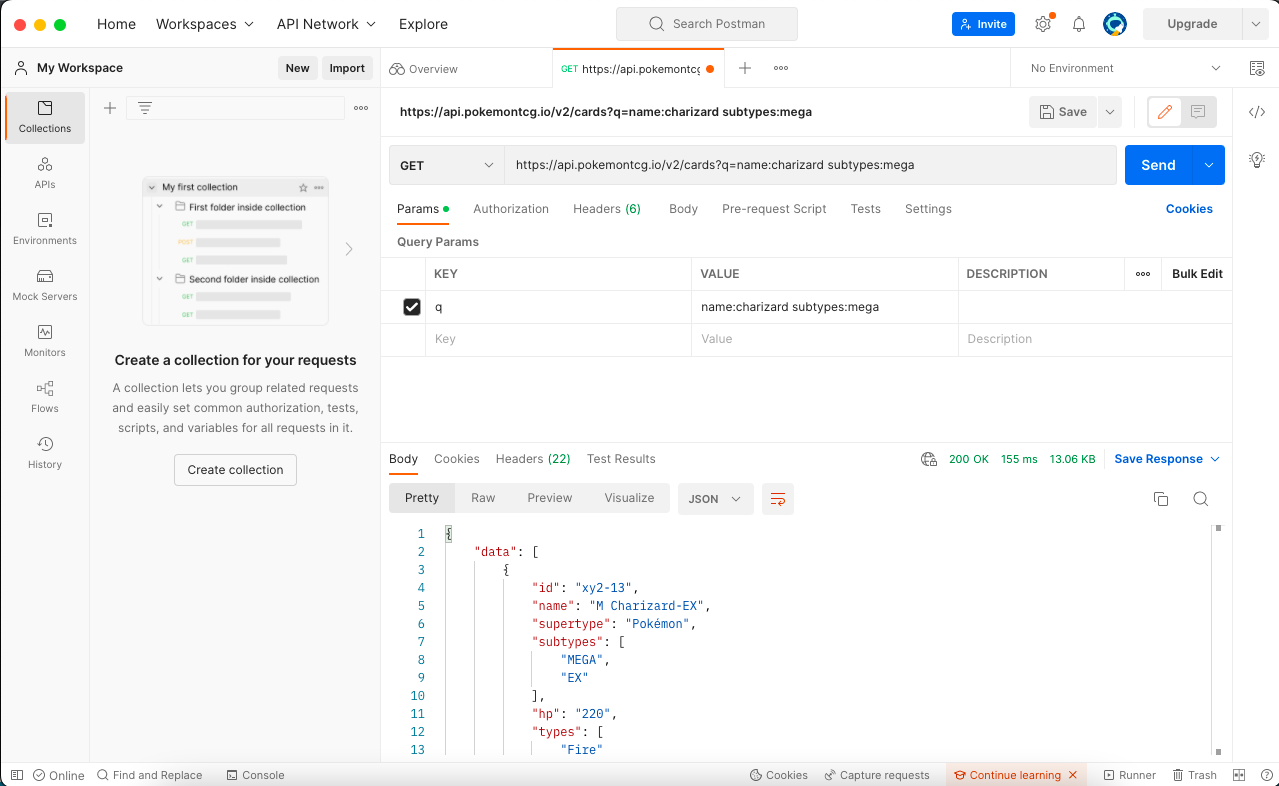 Home Workspaces API Network Explore Search Postman Invite Upgrade
My Workspace New Import Overview GET https://api.pokemontcg No Environment
Collections
APIs
Environments
Mock Servers
Monitors
Flows
History
My first collection
First folder inside collection
GET
POST
GET
Second folder inside collection
GET
GET
Create a collection for your requests
A collection lets you group related requests
and easily set common authorization, tests,
scripts, and variables for all requests in it.
Create collection
https://api.pokemontcg.io/v2/cards?q=name:charizard subtypes:mega Save
GET https://api.pokemontcg.io/v2/cards?q=name:charizard subtypes:mega Send
Params Authorization Headers (6) Body Pre-request Script Tests Settings Cookies
Query Params
KEY VALUE DESCRIPTION Bulk Edit
q name:charizard subtypes:mega
Key Value Description
Body Cookies Headers (22) Test Results 200 OK 155 ms 13.06 KB Save Response
Pretty Raw Preview Visualize JSON
1 {
2 "data": [
3 {
4 "id": "xy2-13",
5 "name": "M Charizard-EX",
6 "supertype": "Pokémon",
7 "subtypes": [
8 "MEGA",
9 "EX"
10 ],
11 "hp": "220",
12 "types": [
13 "Fire"
Online Find and Replace Console Cookies Capture requests Continue learning Runner Trash